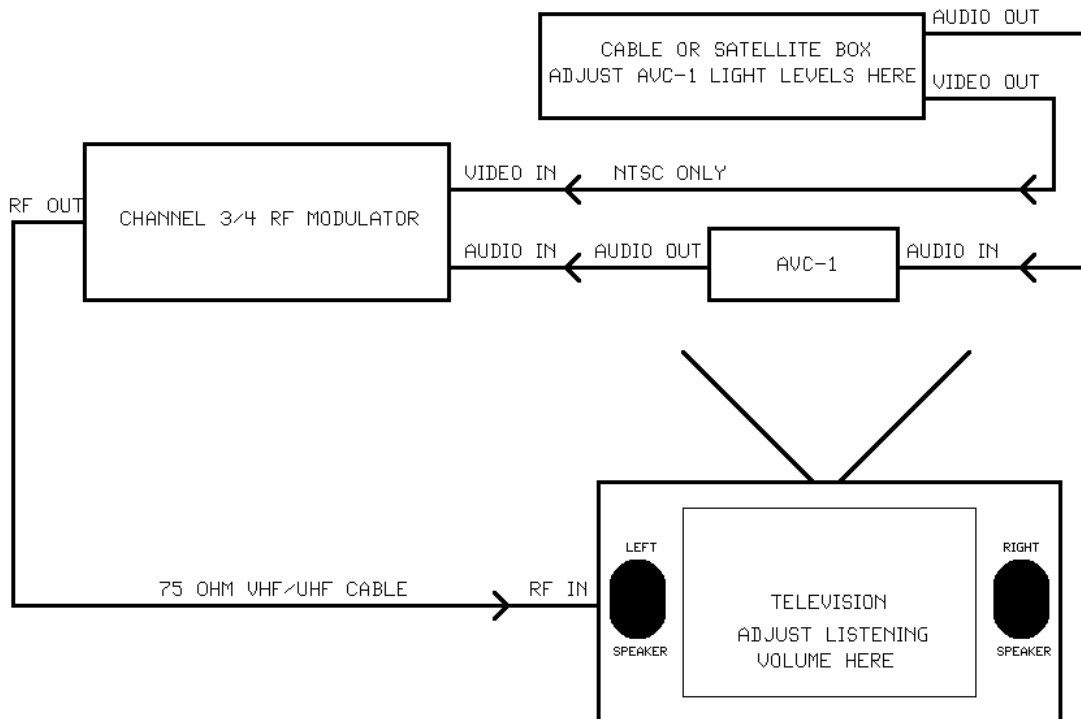 AUDIO OUT
CABLE OR SATELLITE BOX
ADJUST AVC-1 LIGHT LEVELS HERE
VIDEO OUT
VIDEO IN
NTSC ONLY
RF OUT
CHANNEL 3/4 RF MODULATOR
AUDIO IN
AUDIO OUT
AVC-1
AUDIO IN
LEFT
RIGHT
75 OHM VHF/UHF CABLE
RF IN
TELEVISION
ADJUST LISTENING
VOLUME HERE
SPEAKER
SPEAKER